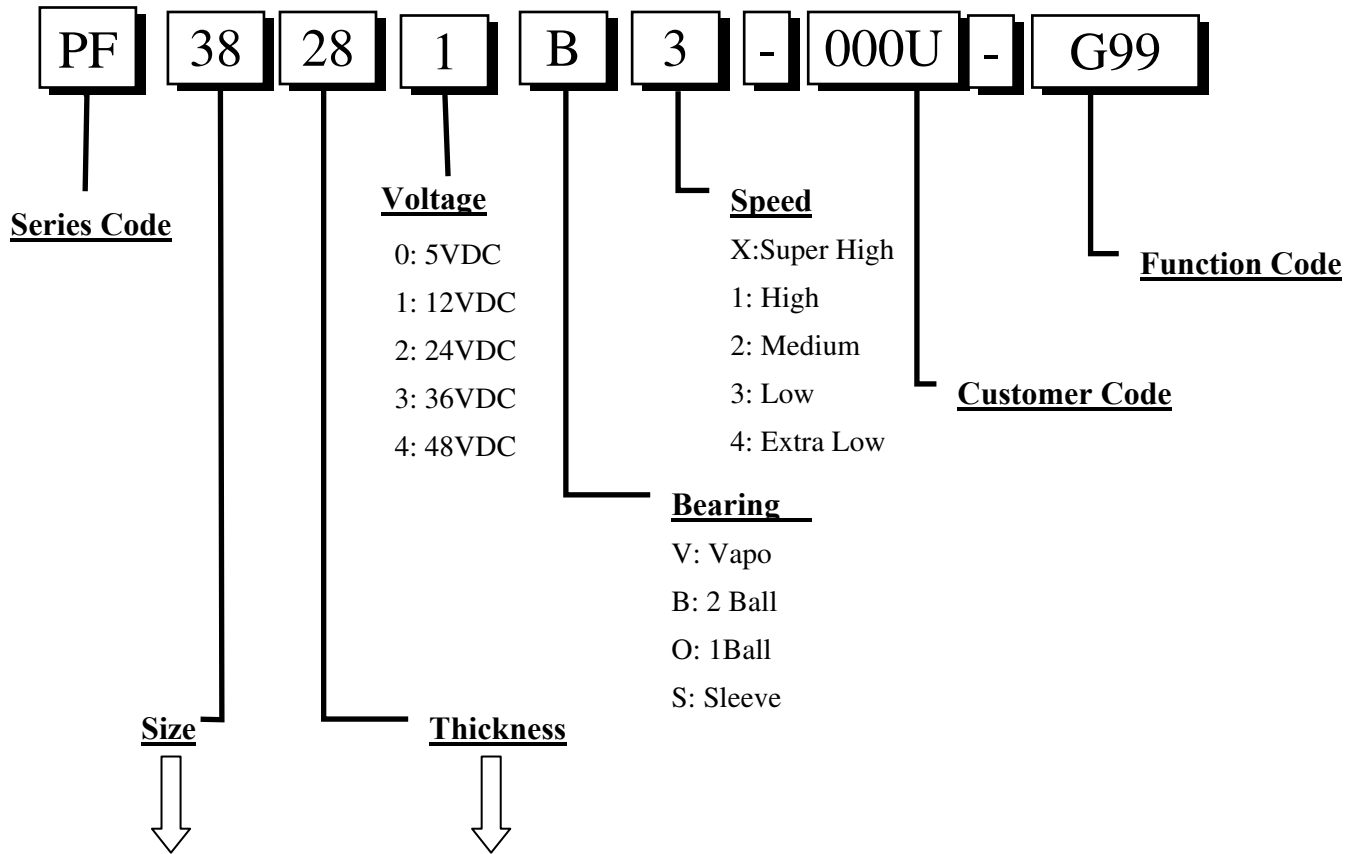 PF 38 28 1 B 3 - 000U - G99
Series Code
Voltage
0: 5VDC
1: 12VDC
2: 24VDC
3: 36VDC
4: 48VDC
Speed
X:Super High
1: High
2: Medium
3: Low
4: Extra Low
Function Code
Customer Code
Bearing
V: Vapo
B: 2 Ball
O: 1Ball
S: Sleeve
Size
Thickness